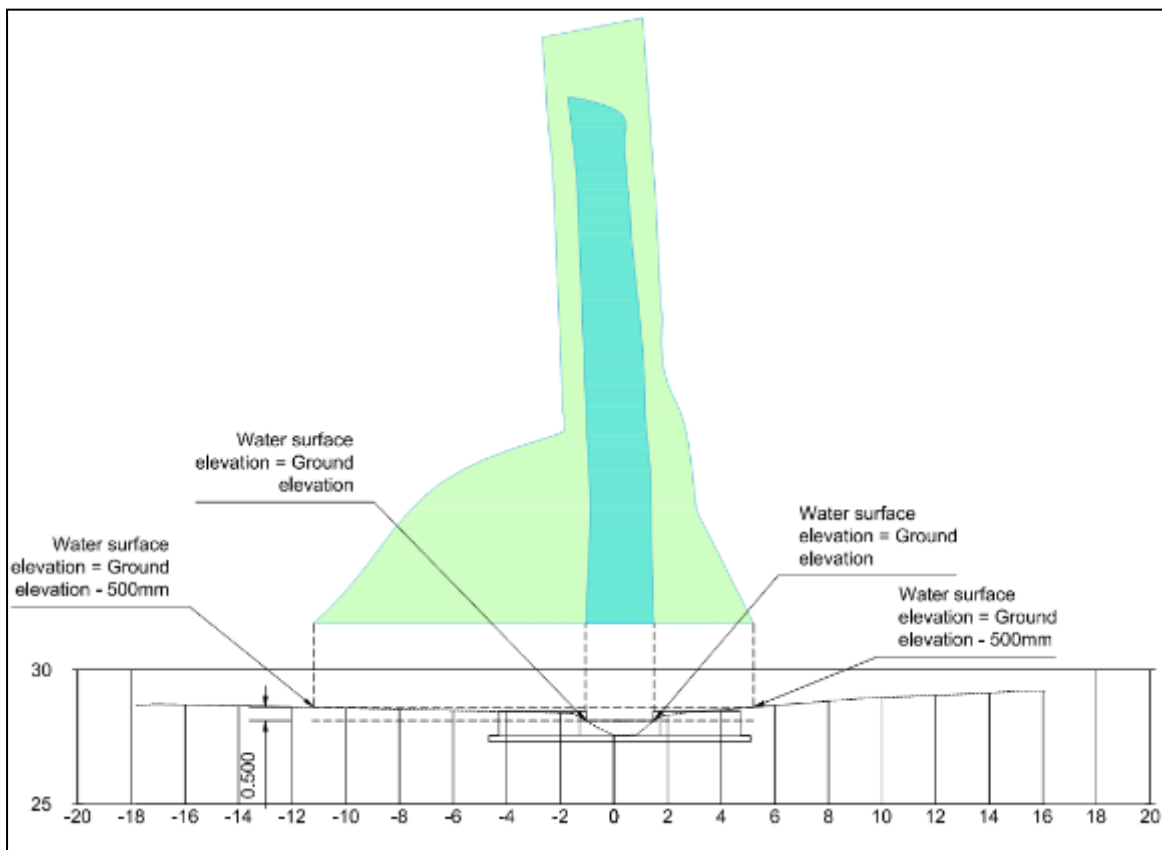 Water surface
elevation = Ground
elevation
Water surface
elevation = Ground
elevation
Water surface
elevation = Ground
elevation - 500mm
Water surface
elevation = Ground
elevation - 500mm
30
0.500
25
-20 -18 -16 -14 -12 -10 -8 -6 -4 -2 0 2 4 6 8 10 12 14 16 18 20